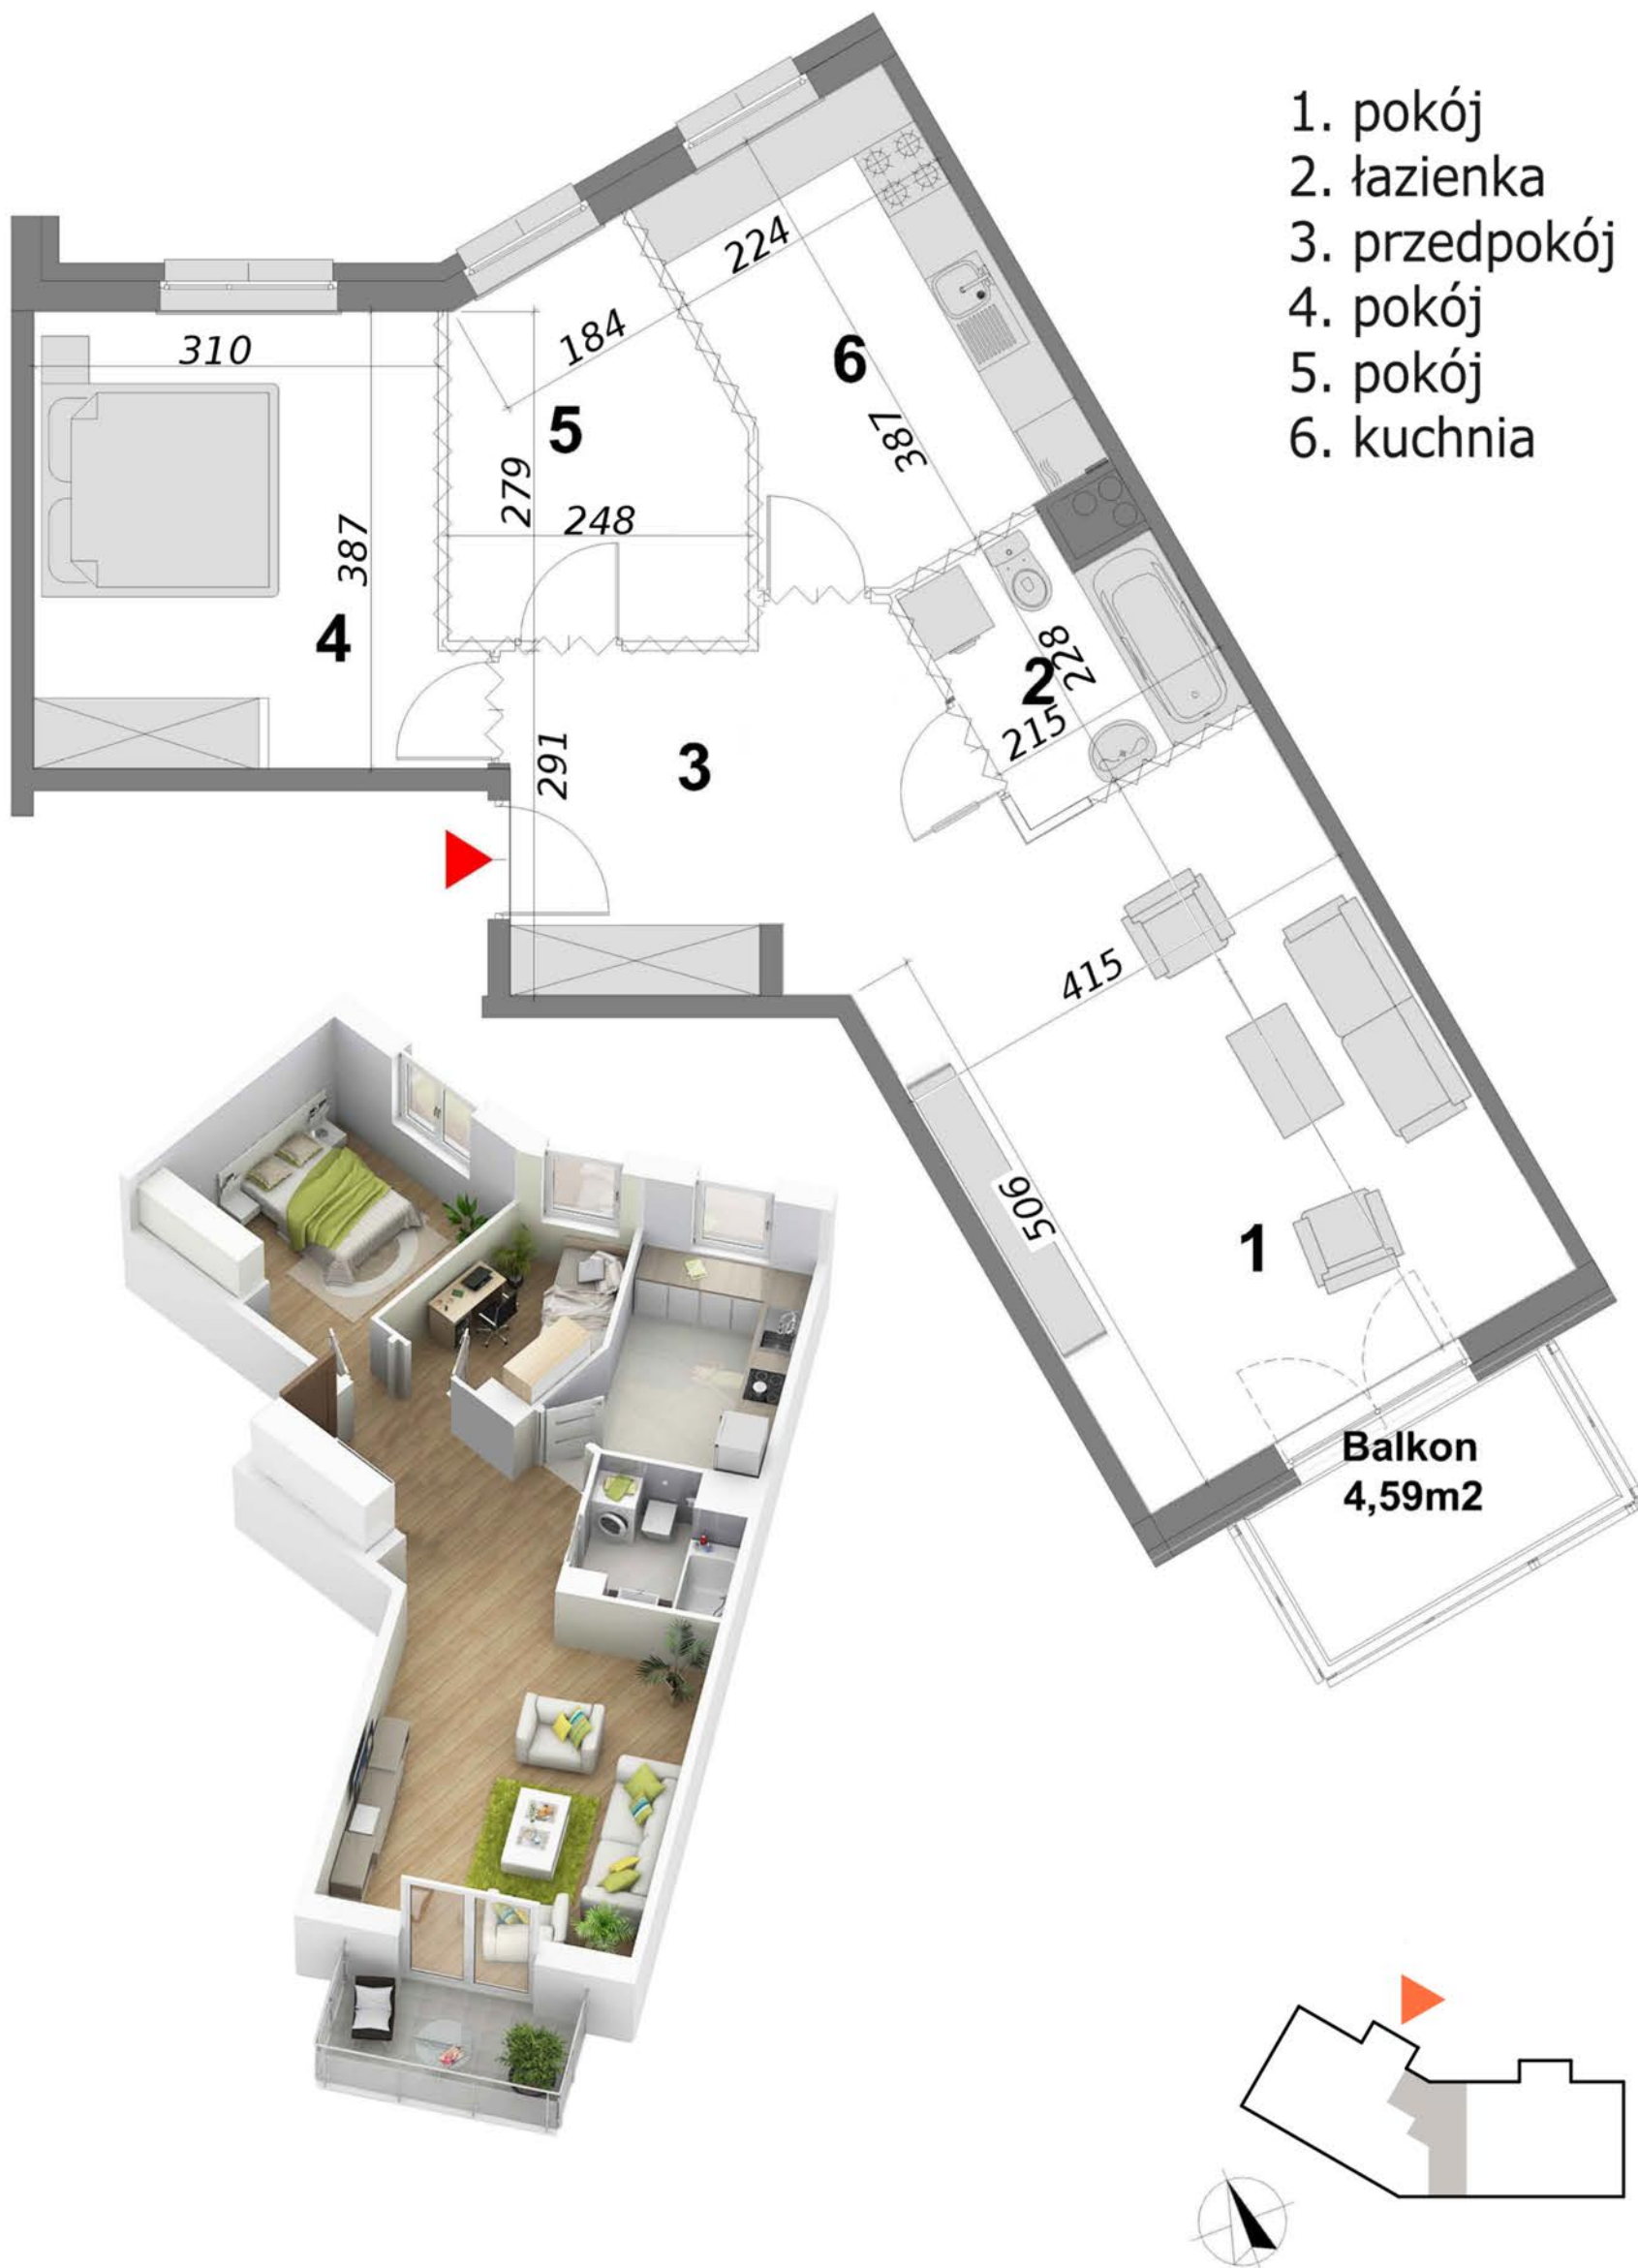 1. pokój
2. łazienka
3. przedpokój
4. pokój
5. pokój
6. kuchnia
224
184
310
6
5
387
279
248
387
4
228
2
215
291
3
415
506
1
Balkon
4,59m2